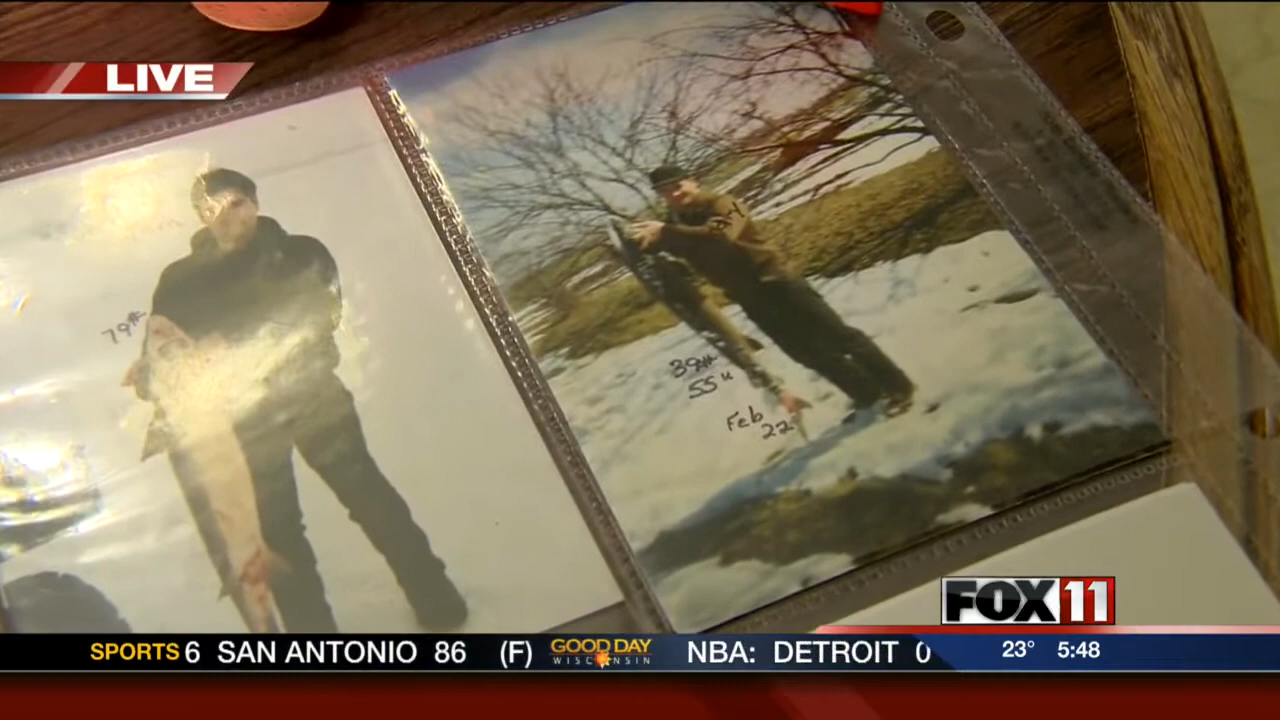 LIVE
79#
39#
55"
Feb
22
FOX 11
SPORTS 6 SAN ANTONIO 86 (F) GOOD DAY WISCONSIN NBA: DETROIT 0 23° 5:48